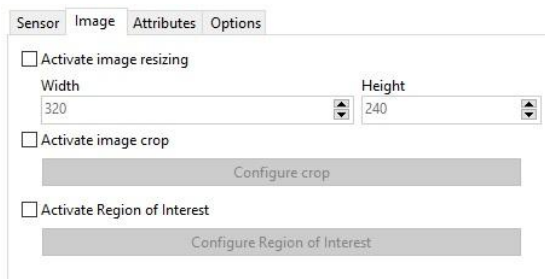 Sensor Image Attributes Options
Activate image resizing
Width Height
320 240
Activate image crop
Configure crop
Activate Region of Interest
Configure Region of Interest